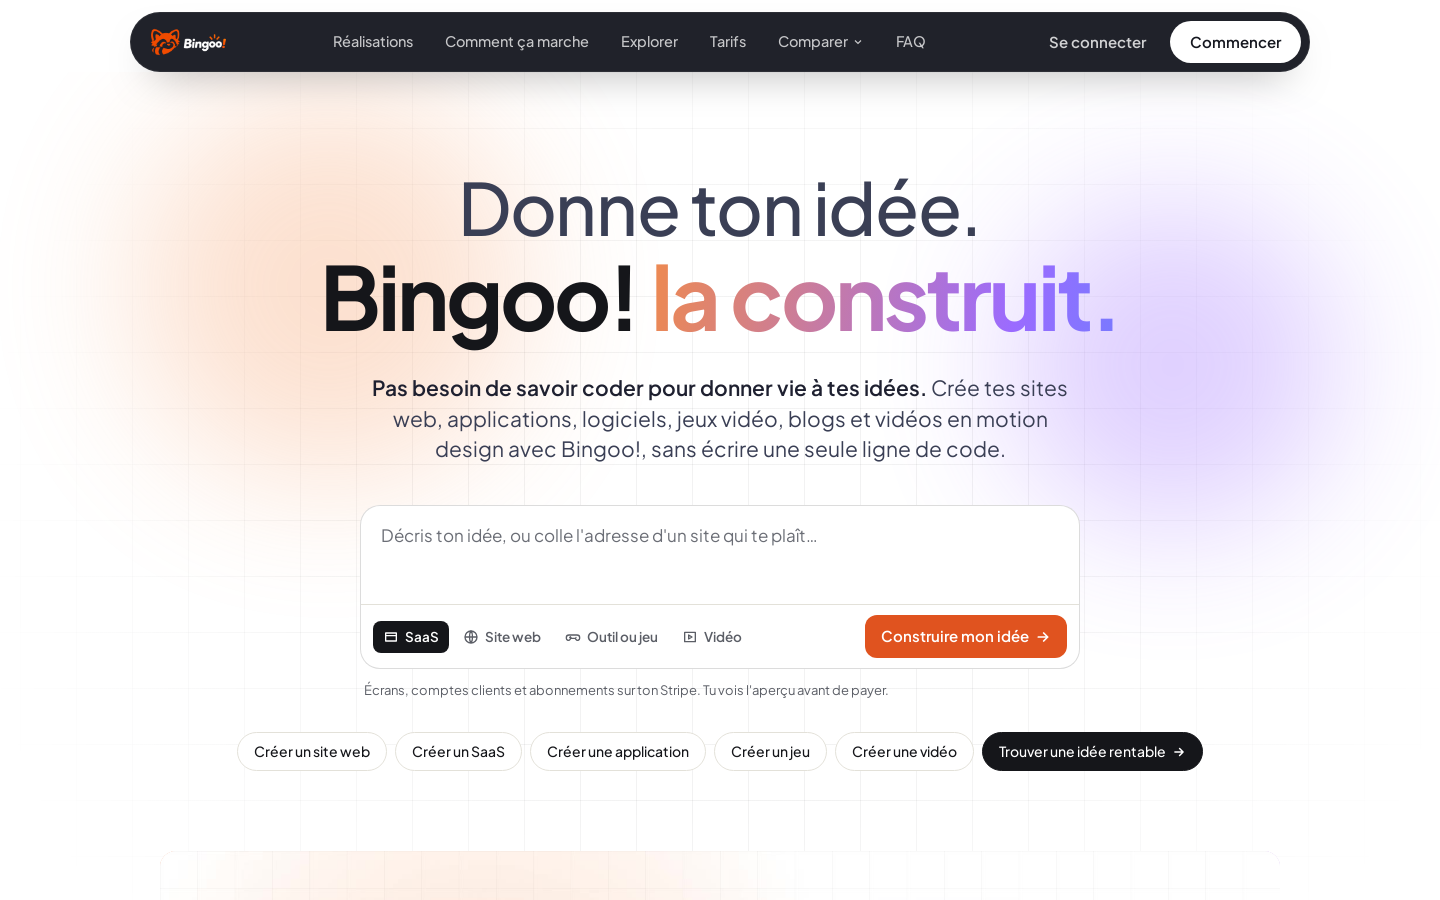 Bingoo!
Réalisations
Comment ça marche
Explorer
Tarifs
Comparer
FAQ
Se connecter
Commencer
Donne ton idée.
Bingoo! la construit.
Pas besoin de savoir coder pour donner vie à tes idées. Crée tes sites
web, applications, logiciels, jeux vidéo, blogs et vidéos en motion
design avec Bingoo!, sans écrire une seule ligne de code.
Décris ton idée, ou colle l'adresse d'un site qui te plaît…
SaaS
Site web
Outil ou jeu
Vidéo
Construire mon idée →
Écrans, comptes clients et abonnements sur ton Stripe. Tu vois l'aperçu avant de payer.
Créer un site web
Créer un SaaS
Créer une application
Créer un jeu
Créer une vidéo
Trouver une idée rentable →